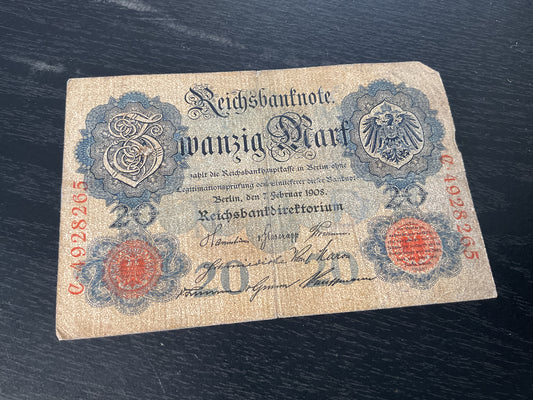 Reichsbanknote.
Zwanzig Mark
zahlt die Reichsbankhauptkasse in Berlin ohne
Legitimationsprüfung dem Einlieferer dieser Banknote
Berlin, den 7. Februar 1908.
Reichsbankdirektorium
20 20
C·4928265
C·4928265
20 20